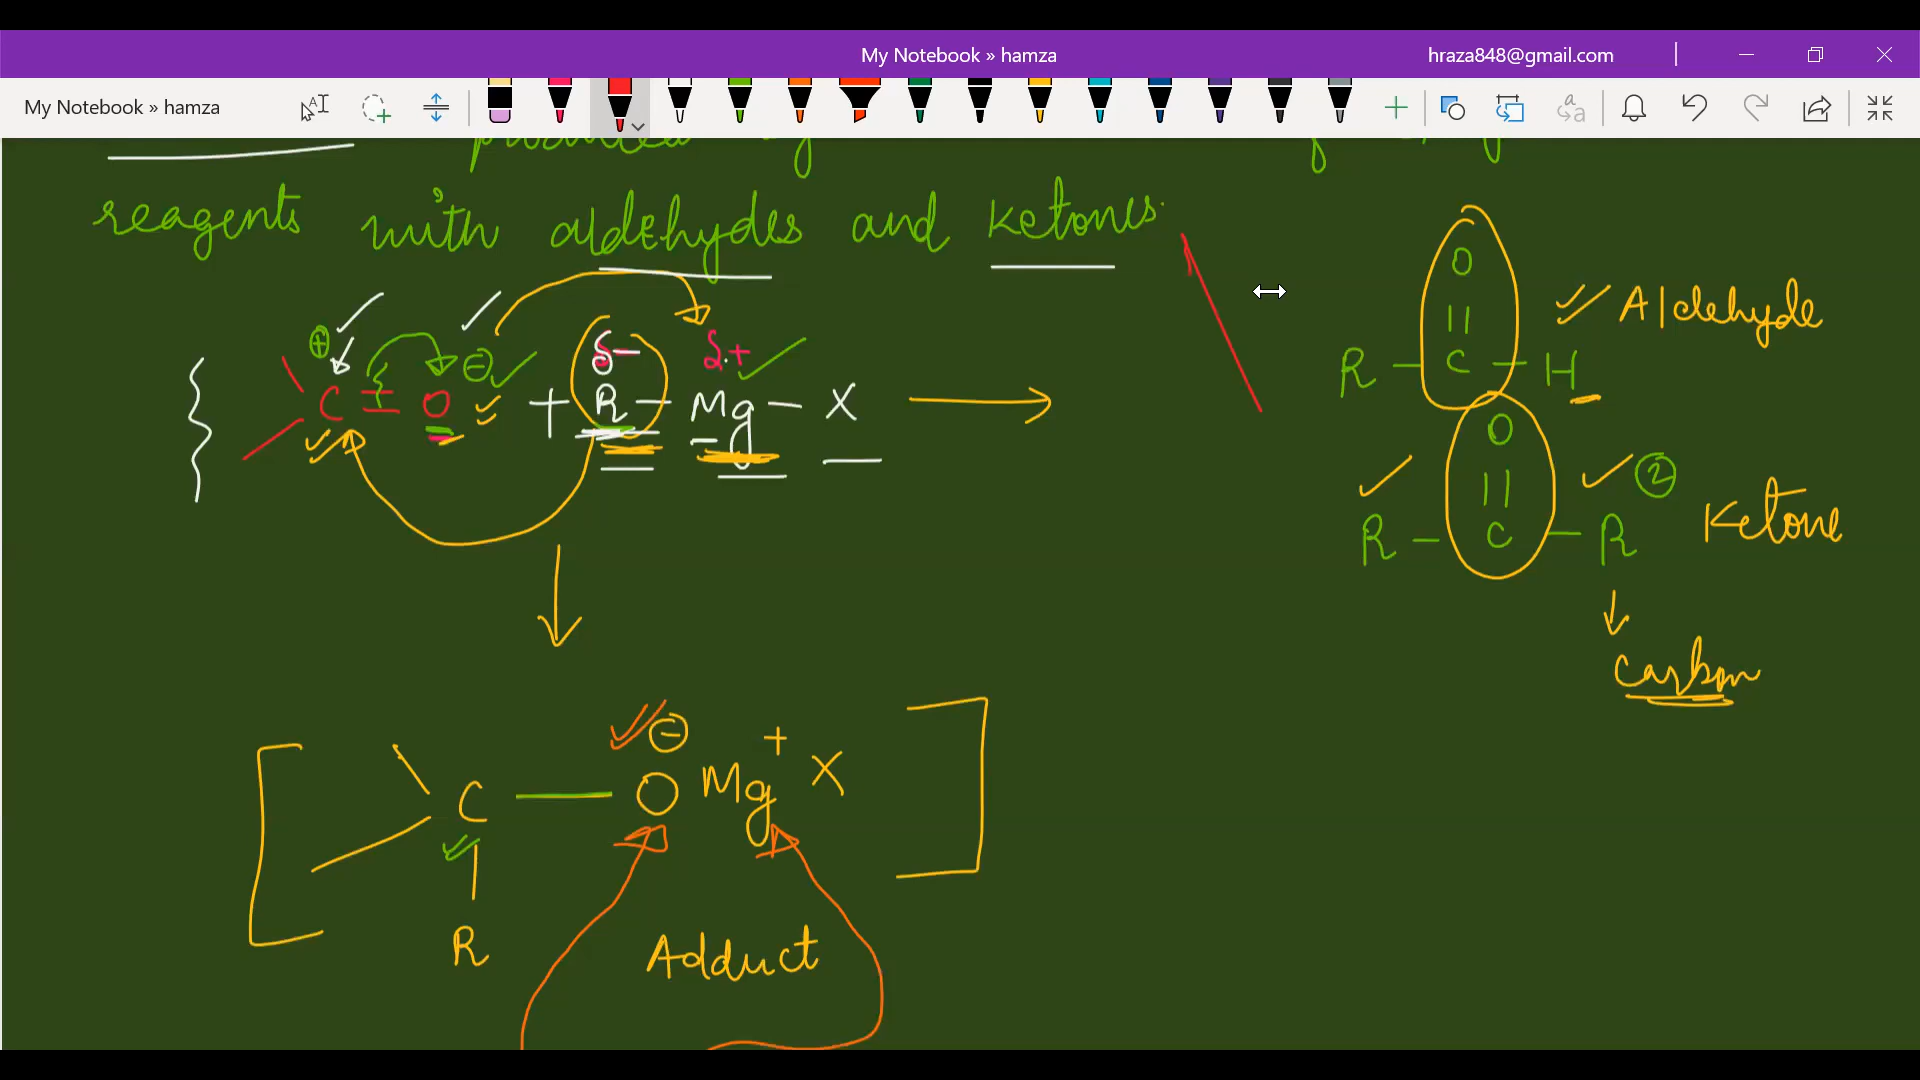 My Notebook » hamza
hraza848@gmail.com
My Notebook » hamza
produced
reagents with aldehydes and ketones.
C = O + R - Mg - X
⊕ ⊖ δ- δ+
O
||
R - C - H
Aldehyde
O
||
R - C - R
② Ketone
Carbon
⊖ +
C - O Mg X
R
Adduct